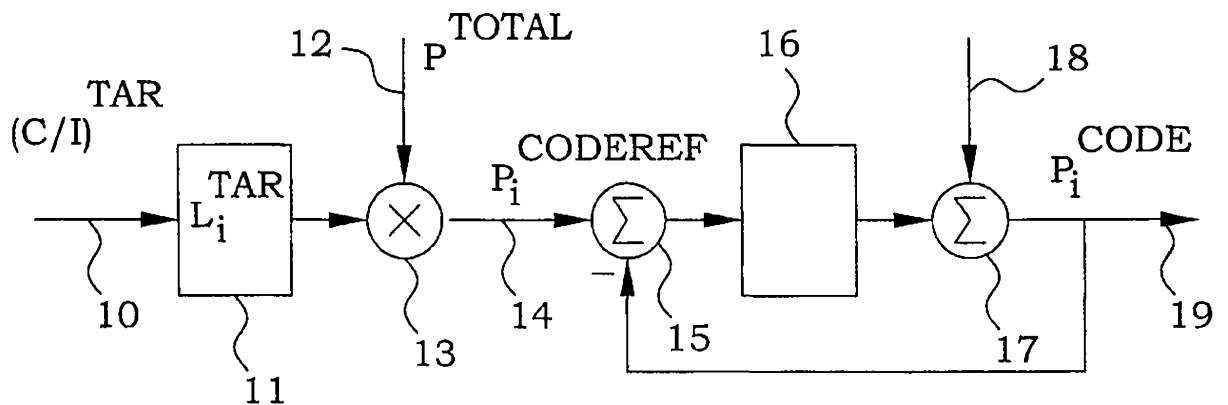 12
P^TOTAL
16
18
(C/I)^TAR
L_i^TAR
×
P_i^CODEREF
Σ
−
Σ
P_i^CODE
10
11
13
14
15
17
19